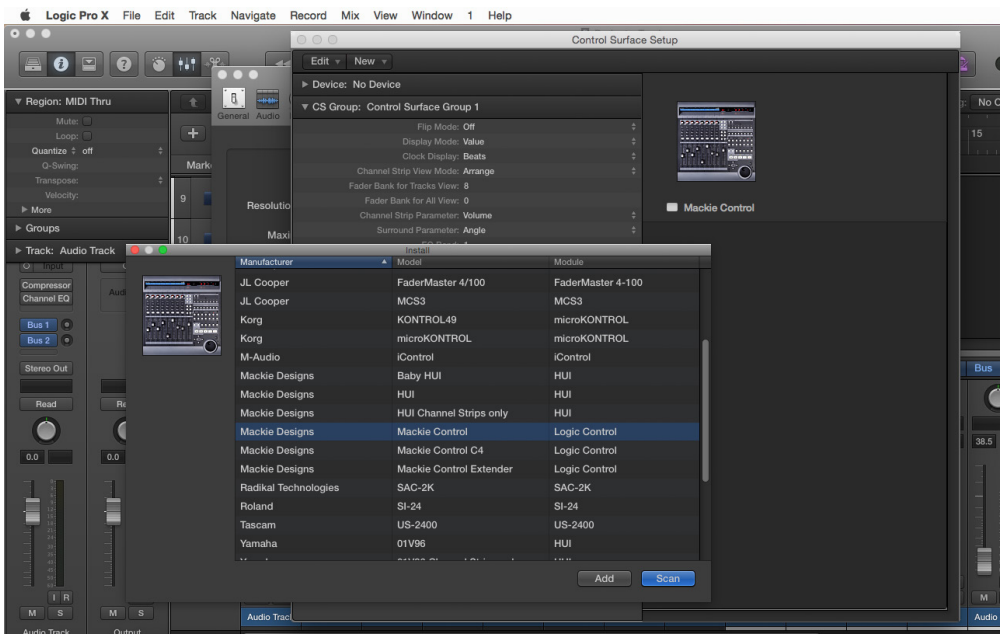 Logic Pro X File Edit Track Navigate Record Mix View Window 1 Help
Control Surface Setup
Edit New
Device: No Device
General Audio
Region: MIDI Thru
Mute:
Loop:
Quantize off
Q-Swing:
Transpose:
Velocity:
More
Groups
Track: Audio Track
CS Group: Control Surface Group 1
Flip Mode: Off
Display Mode: Value
Clock Display: Beats
Channel Strip View Mode: Arrange
Fader Bank for Tracks View: 8
Fader Bank for All View: 0
Channel Strip Parameter: Volume
Surround Parameter: Angle
Mackie Control
No
15
9
10
Install
Manufacturer Model Module
JL Cooper FaderMaster 4/100 FaderMaster 4-100
JL Cooper MCS3 MCS3
Korg KONTROL49 microKONTROL
Korg microKONTROL microKONTROL
M-Audio iControl iControl
Mackie Designs Baby HUI HUI
Mackie Designs HUI HUI
Mackie Designs HUI Channel Strips only HUI
Mackie Designs Mackie Control Logic Control
Mackie Designs Mackie Control C4 Logic Control
Mackie Designs Mackie Control Extender Logic Control
Radikal Technologies SAC-2K SAC-2K
Roland SI-24 SI-24
Tascam US-2400 US-2400
Yamaha 01V96 HUI
Add Scan
Input
Compressor
Channel EQ
Bus 1
Bus 2
Stereo Out
Read
0.0 0.0
I R
M S M S
Audio Track Output
Bus
38.5
M
Audio